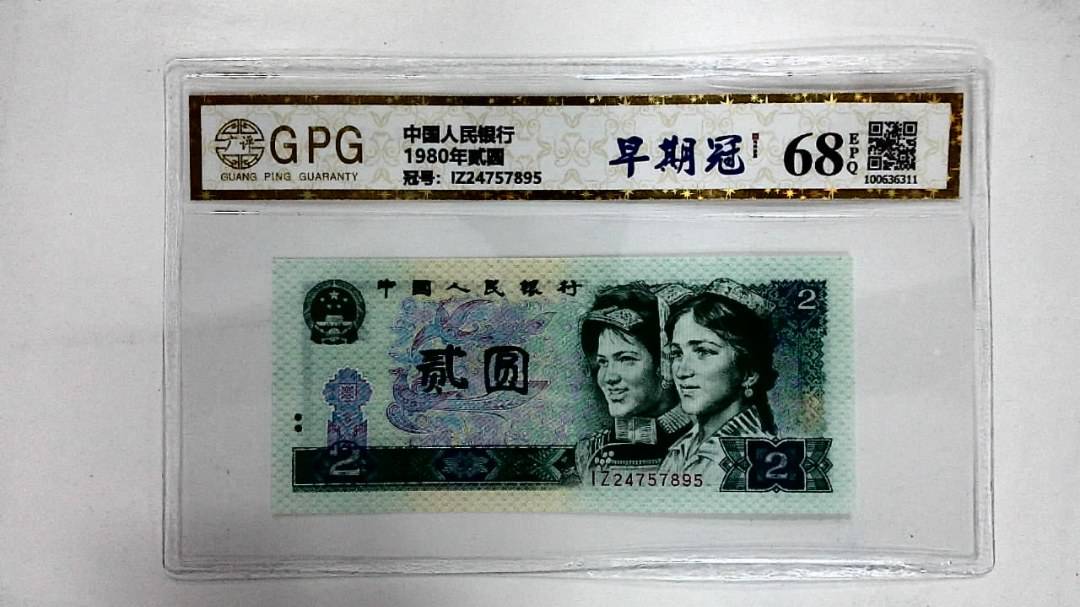 GPG
GUANG PING GUARANTY
中国人民银行
1980年贰圆
冠号：IZ24757895
早期冠
68
EPQ
100636311
中国人民银行
2
贰圆
2
2
IZ24757895